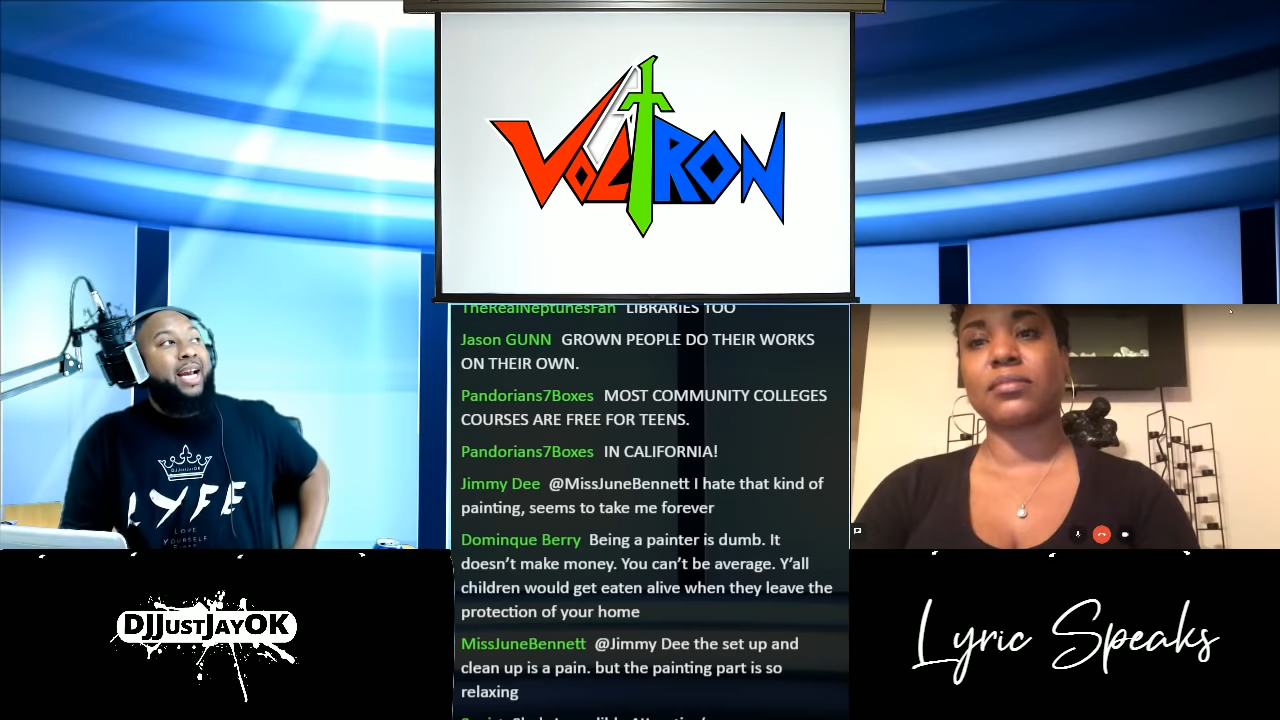 VOLTRON
TheRealNeptunesFan LIBRARIES TOO
Jason GUNN GROWN PEOPLE DO THEIR WORKS
ON THEIR OWN.
Pandorians7Boxes MOST COMMUNITY COLLEGES
COURSES ARE FREE FOR TEENS.
Pandorians7Boxes IN CALIFORNIA!
Jimmy Dee @MissJuneBennett I hate that kind of
painting, seems to take me forever
Dominque Berry Being a painter is dumb. It
doesn’t make money. You can’t be average. Y’all
children would get eaten alive when they leave the
protection of your home
MissJuneBennett @Jimmy Dee the set up and
clean up is a pain. but the painting part is so
relaxing
DJJustJayOK
LYFE
LOVE
YOURSELF
DJJUSTJAYOK
Lyric Speaks